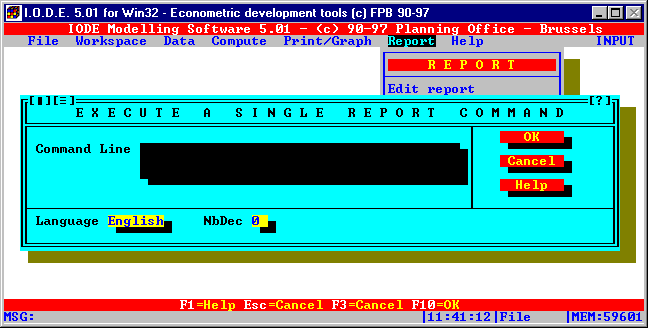 I.O.D.E. 5.01 for Win32 - Econometric development tools (c) FPB 90-97
IODE Modelling Software 5.01 - (c) 90-97 Planning Office - Brussels
File Workspace Data Compute Print/Graph Report Help INPUT
R E P O R T
Edit report
[?]
E X E C U T E A S I N G L E R E P O R T C O M M A N D
Command Line
OK
Cancel
Help
Language English NbDec 0
F1=Help Esc=Cancel F3=Cancel F10=OK
MSG: |11:41:12|File |MEM:59601